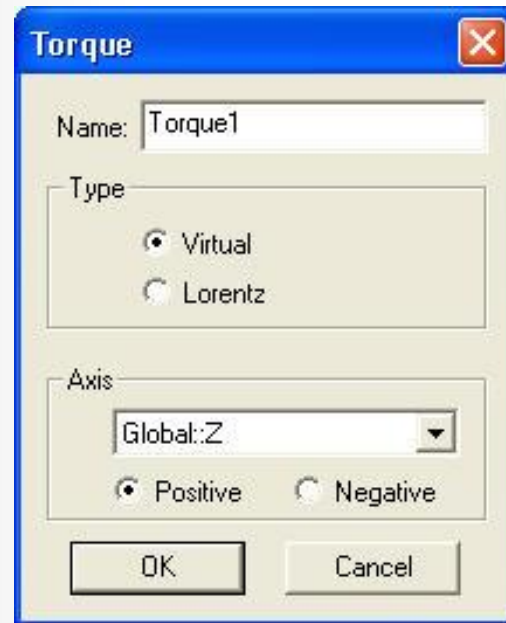 Torque
Name: Torque1
Type
Virtual
Lorentz
Axis
Global::Z
Positive Negative
OK Cancel